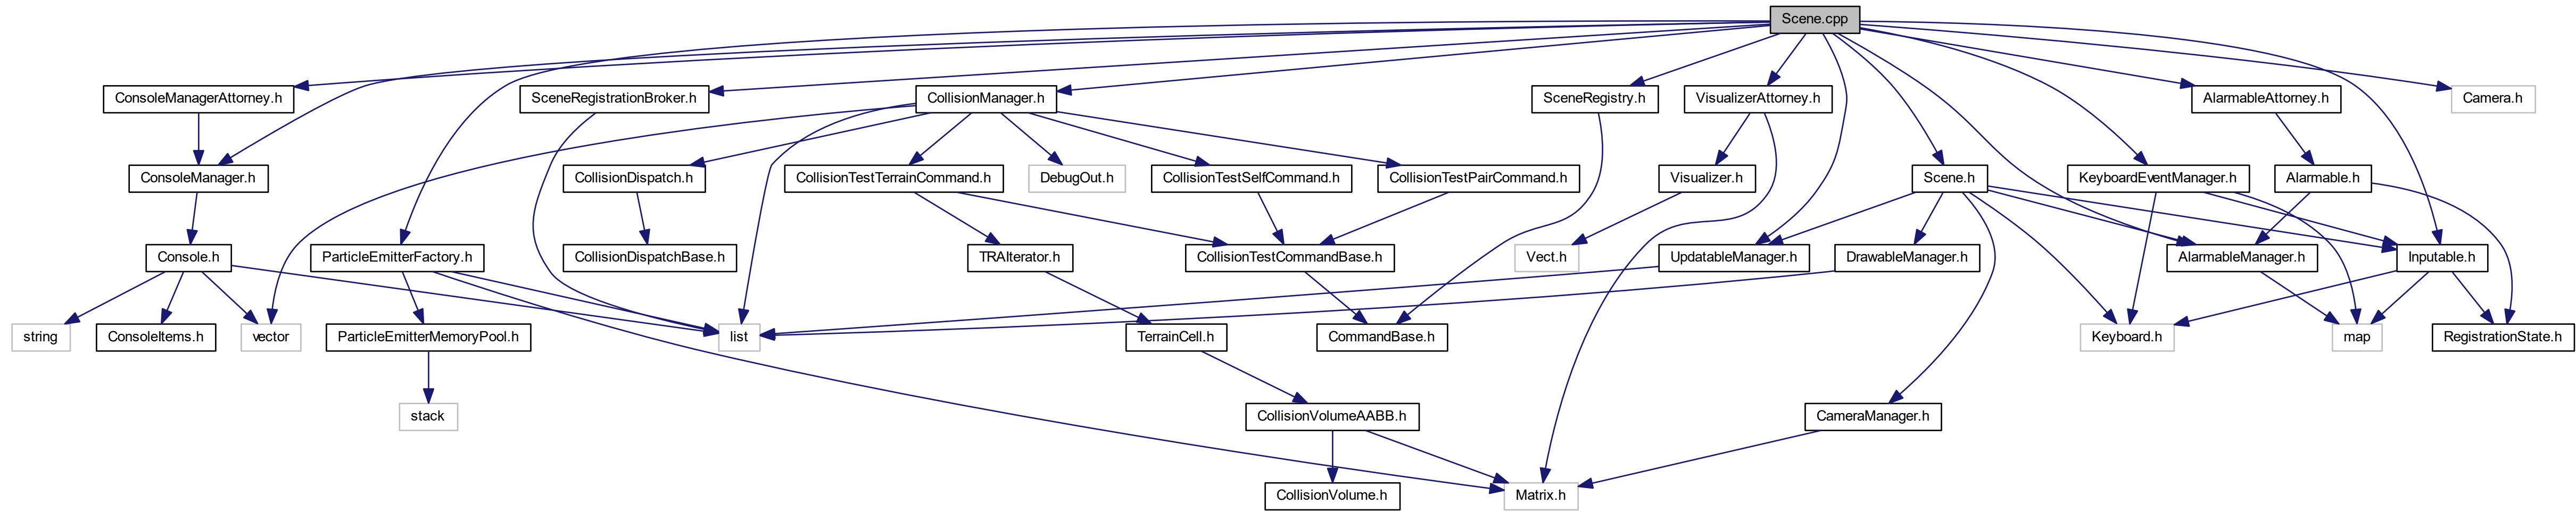 Scene.cpp
ConsoleManagerAttorney.h
SceneRegistrationBroker.h
CollisionManager.h
SceneRegistry.h
VisualizerAttorney.h
AlarmableAttorney.h
Camera.h
ConsoleManager.h
CollisionDispatch.h
CollisionTestTerrainCommand.h
DebugOut.h
CollisionTestSelfCommand.h
CollisionTestPairCommand.h
Visualizer.h
Scene.h
KeyboardEventManager.h
Alarmable.h
Console.h
ParticleEmitterFactory.h
CollisionDispatchBase.h
TRAIterator.h
CollisionTestCommandBase.h
Vect.h
UpdatableManager.h
DrawableManager.h
AlarmableManager.h
Inputable.h
string
ConsoleItems.h
vector
ParticleEmitterMemoryPool.h
list
TerrainCell.h
CommandBase.h
Keyboard.h
map
RegistrationState.h
stack
CollisionVolumeAABB.h
CameraManager.h
CollisionVolume.h
Matrix.h